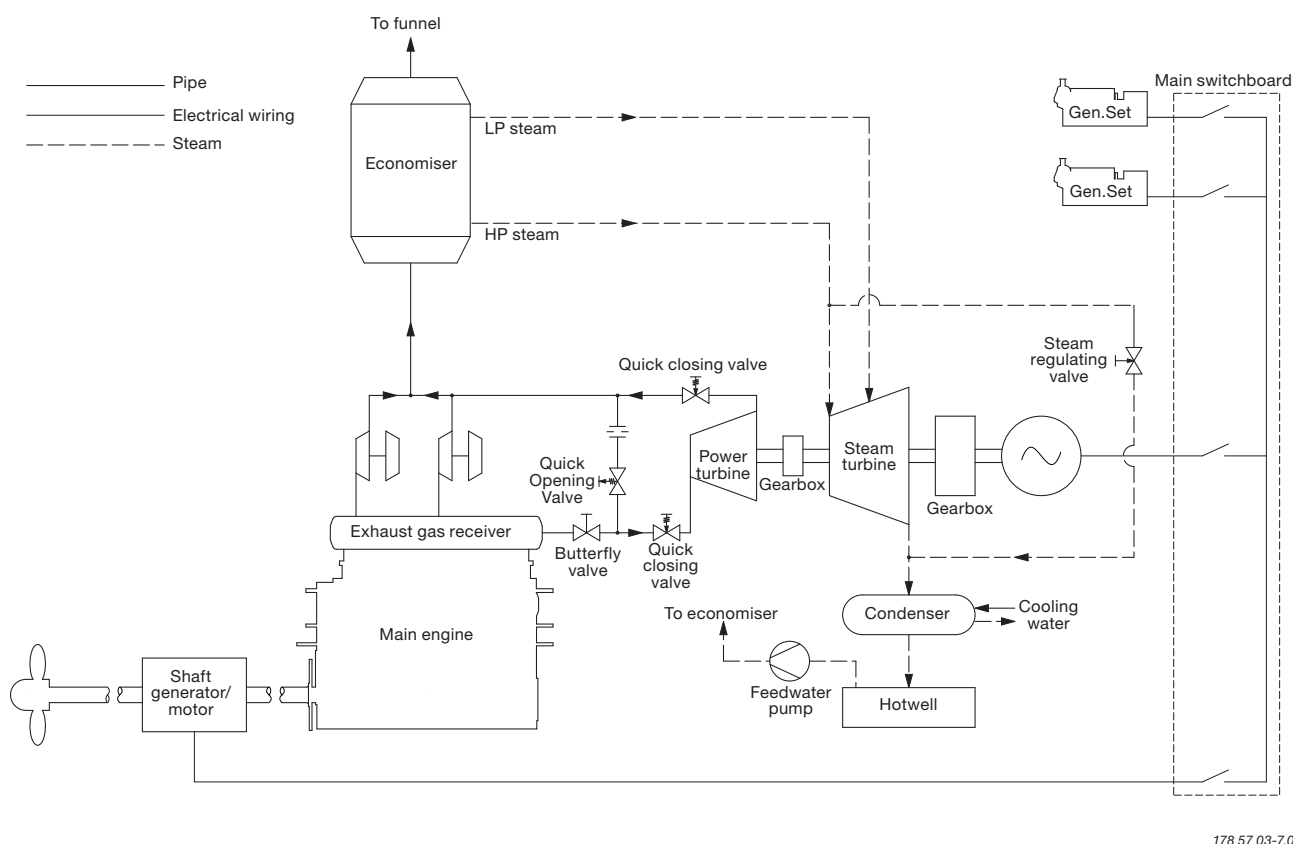 To funnel
Pipe
Electrical wiring
Steam
Economiser
LP steam
HP steam
Main switchboard
Gen.Set
Gen.Set
Steam
regulating
valve
Quick closing valve
Quick
Opening
Valve
Power
turbine
Gearbox
Steam
turbine
Gearbox
Exhaust gas receiver
Butterfly
valve
Quick
closing
valve
Main engine
To economiser
Feedwater
pump
Condenser
Cooling
water
Hotwell
Shaft
generator/
motor
178 57 03-7.0